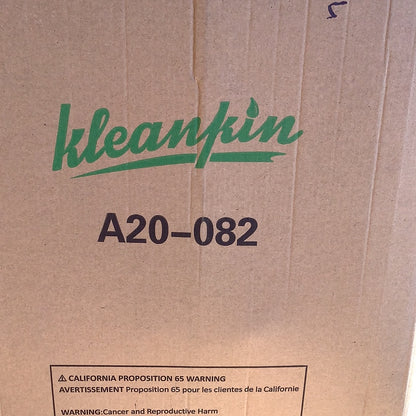 kleankin
A20-082
⚠ CALIFORNIA PROPOSITION 65 WARNING
AVERTISSEMENT Proposition 65 pour les clientes de la Californie
WARNING:Cancer and Reproductive Harm